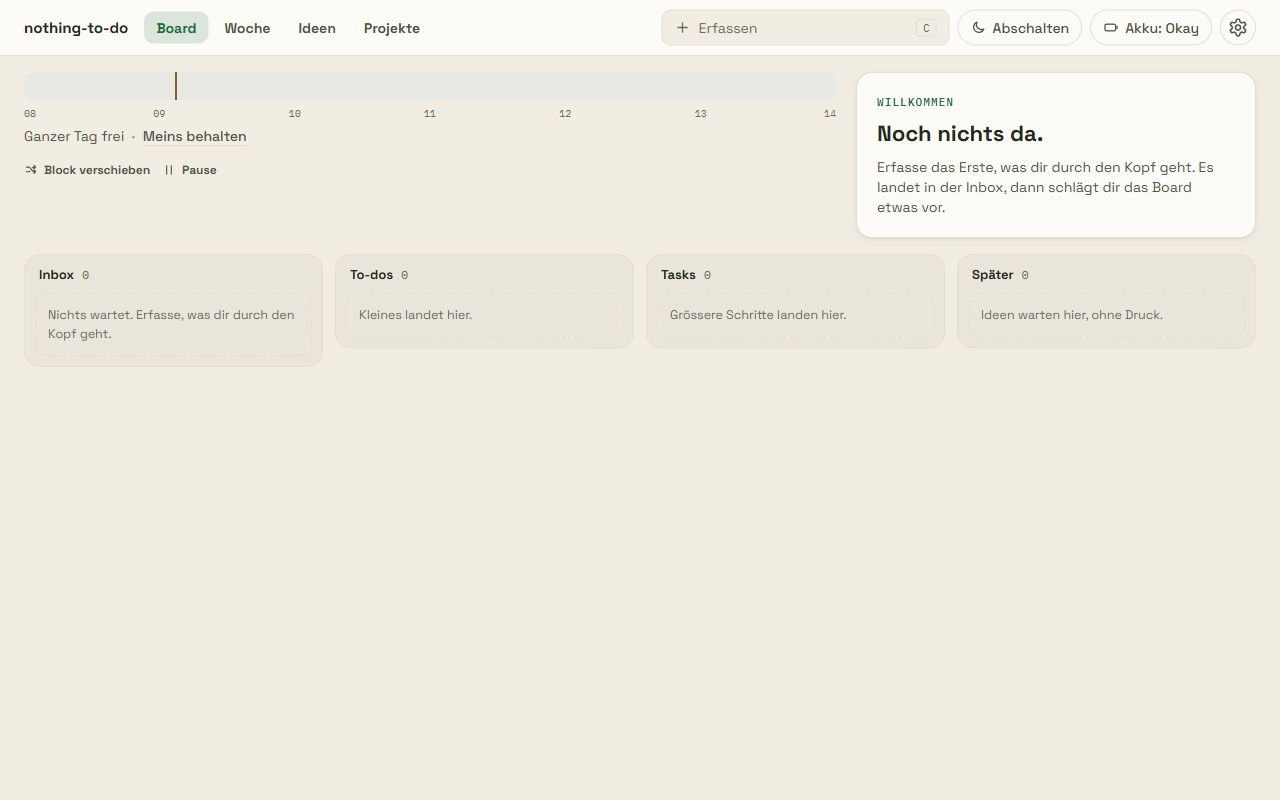 nothing-to-do
Board
Woche
Ideen
Projekte
Erfassen
C
Abschalten
Akku: Okay
08 09 10 11 12 13 14
Ganzer Tag frei · Meins behalten
Block verschieben
Pause
WILLKOMMEN
Noch nichts da.
Erfasse das Erste, was dir durch den Kopf geht. Es
landet in der Inbox, dann schlägt dir das Board
etwas vor.
Inbox 0
Nichts wartet. Erfasse, was dir durch den
Kopf geht.
To-dos 0
Kleines landet hier.
Tasks 0
Grössere Schritte landen hier.
Später 0
Ideen warten hier, ohne Druck.